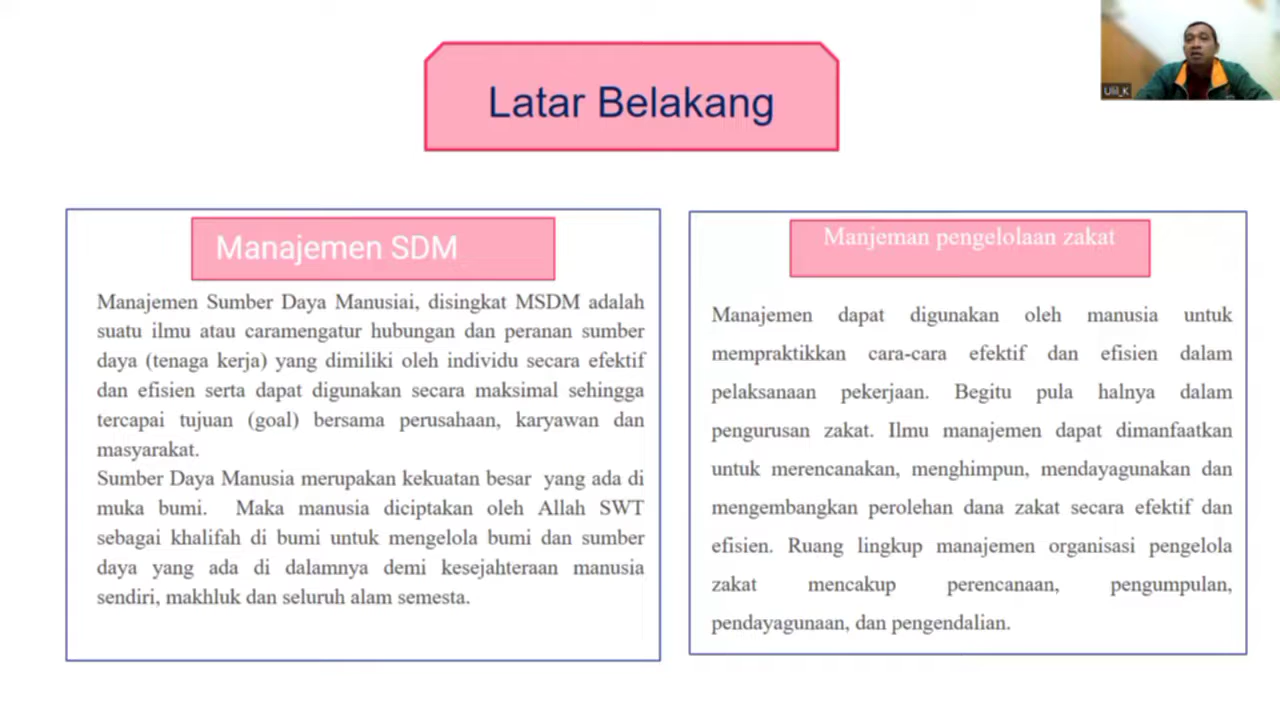 Latar Belakang
Ulil_K
Manajemen SDM
Manajemen Sumber Daya Manusiai, disingkat MSDM adalah
suatu ilmu atau caramengatur hubungan dan peranan sumber
daya (tenaga kerja) yang dimiliki oleh individu secara efektif
dan efisien serta dapat digunakan secara maksimal sehingga
tercapai tujuan (goal) bersama perusahaan, karyawan dan
masyarakat.
Sumber Daya Manusia merupakan kekuatan besar yang ada di
muka bumi. Maka manusia diciptakan oleh Allah SWT
sebagai khalifah di bumi untuk mengelola bumi dan sumber
daya yang ada di dalamnya demi kesejahteraan manusia
sendiri, makhluk dan seluruh alam semesta.
Manjeman pengelolaan zakat
Manajemen dapat digunakan oleh manusia untuk
mempraktikkan cara-cara efektif dan efisien dalam
pelaksanaan pekerjaan. Begitu pula halnya dalam
pengurusan zakat. Ilmu manajemen dapat dimanfaatkan
untuk merencanakan, menghimpun, mendayagunakan dan
mengembangkan perolehan dana zakat secara efektif dan
efisien. Ruang lingkup manajemen organisasi pengelola
zakat mencakup perencanaan, pengumpulan,
pendayagunaan, dan pengendalian.